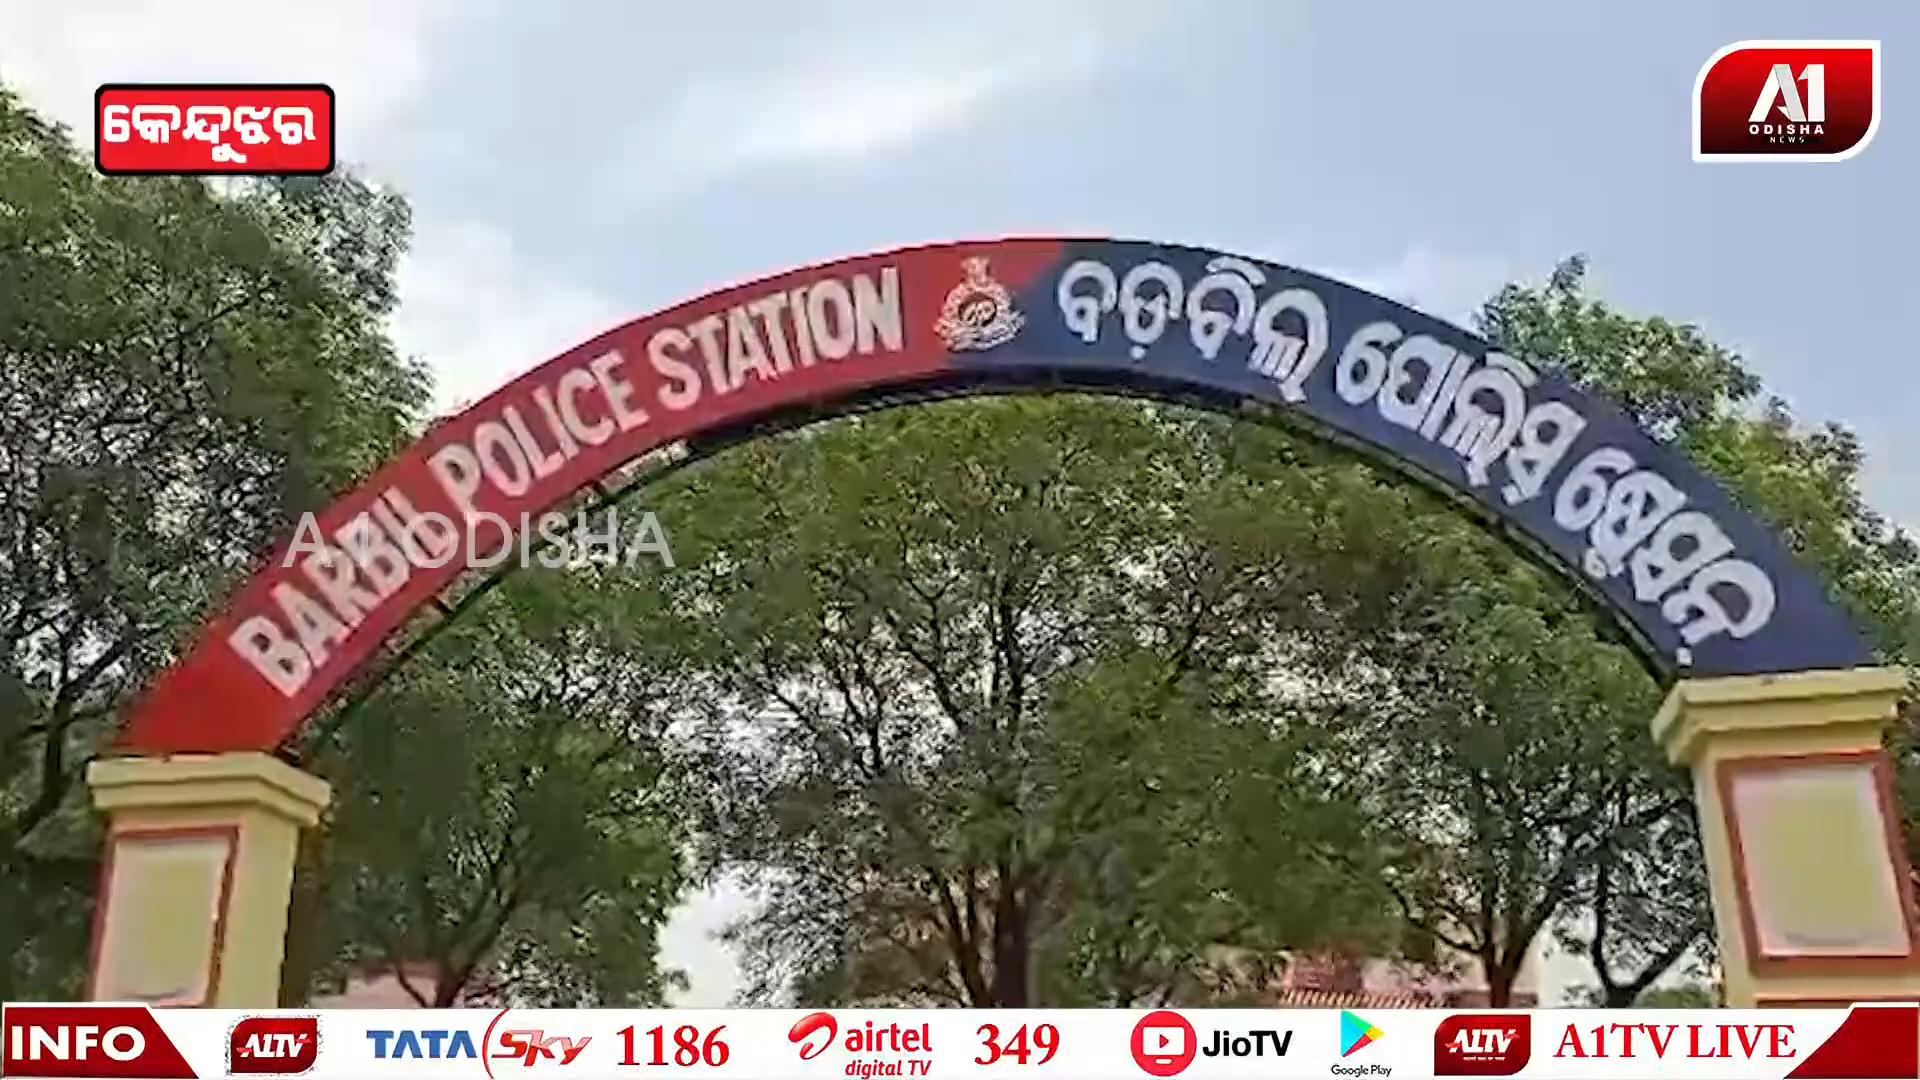 କେନ୍ଦୁଝର
A1
ODISHA
NEWS
BARBIL POLICE STATION
OP
ବଡ଼ବିଲ ପୋଲିସ ଷ୍ଟେସନ
A1 ODISHA
INFO
A1TV
TATA Sky 1186
airtel
digital TV
349
JioTV
Google Play
A1TV
A1TV LIVE